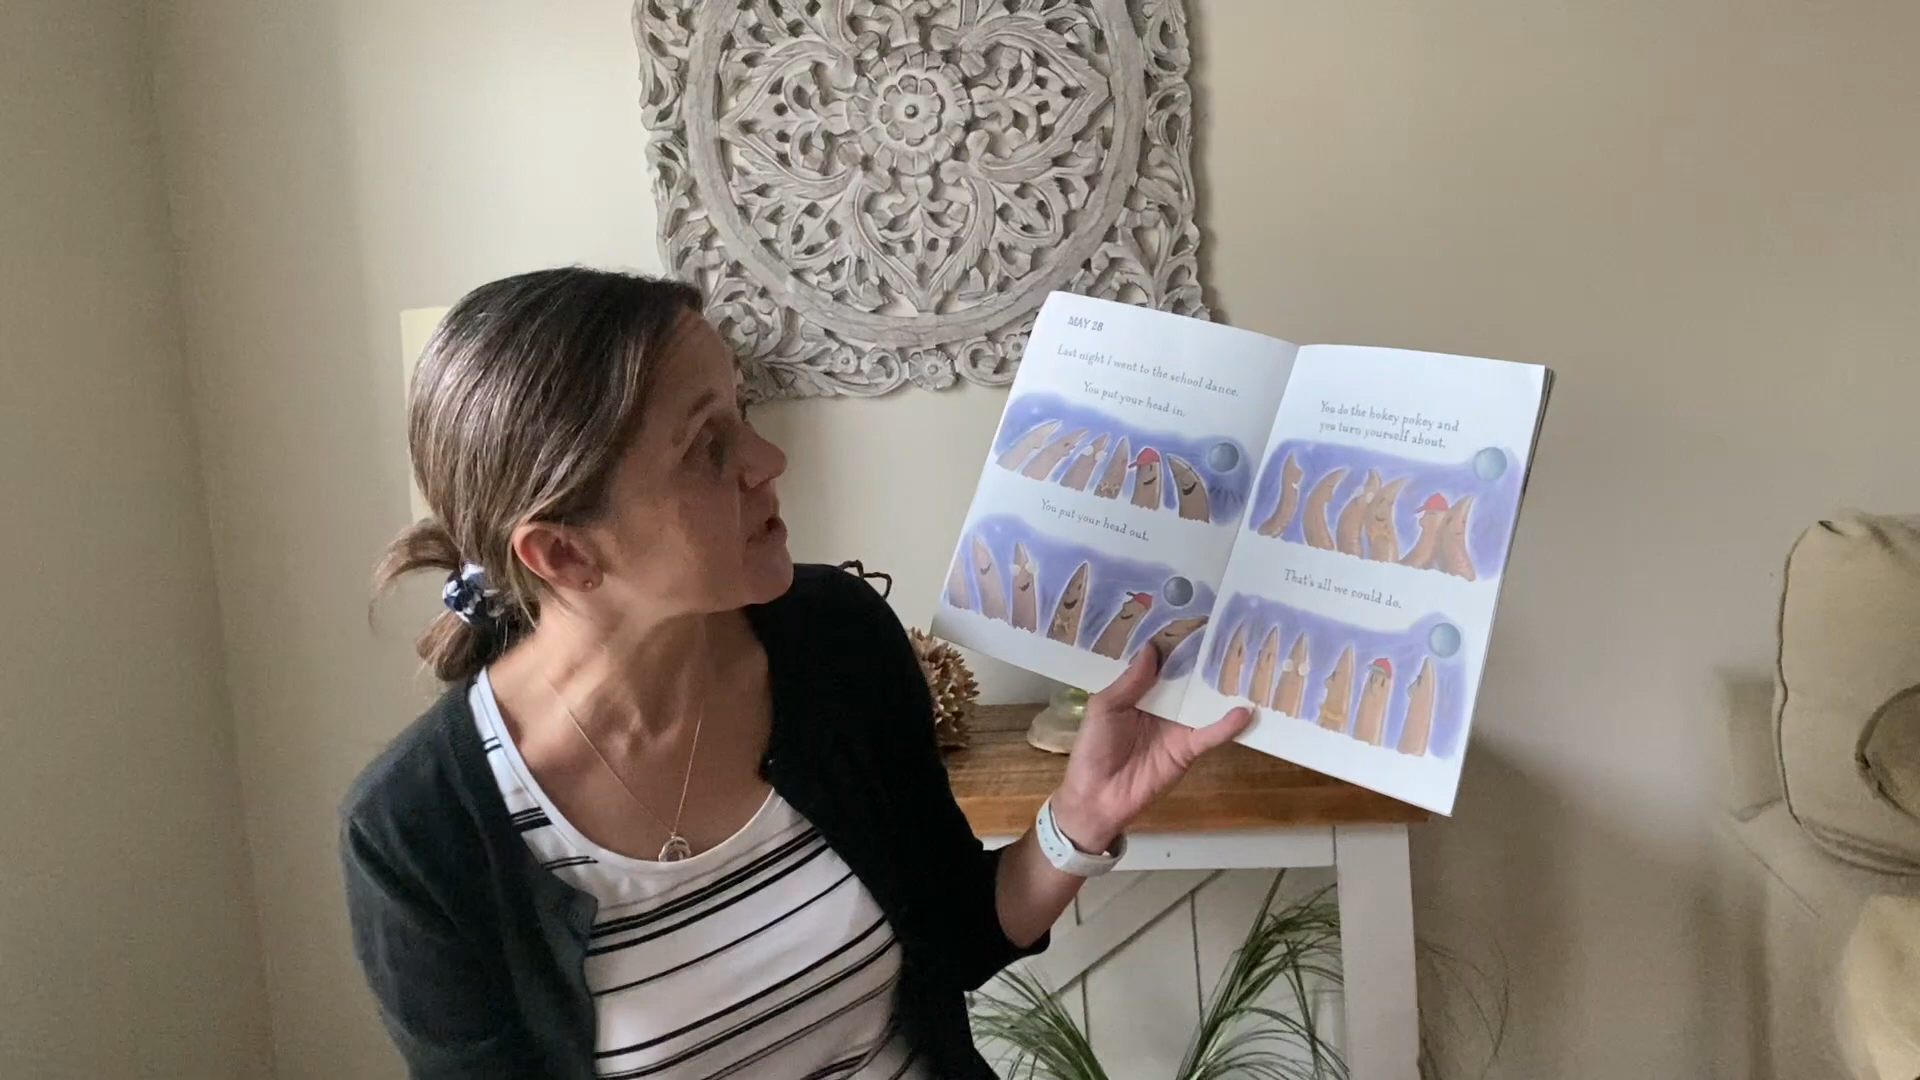 MAY 28
Last night I went to the school dance.
You put your head in.
You put your head out.
You do the hokey pokey and
you turn yourself about.
That's all we could do.